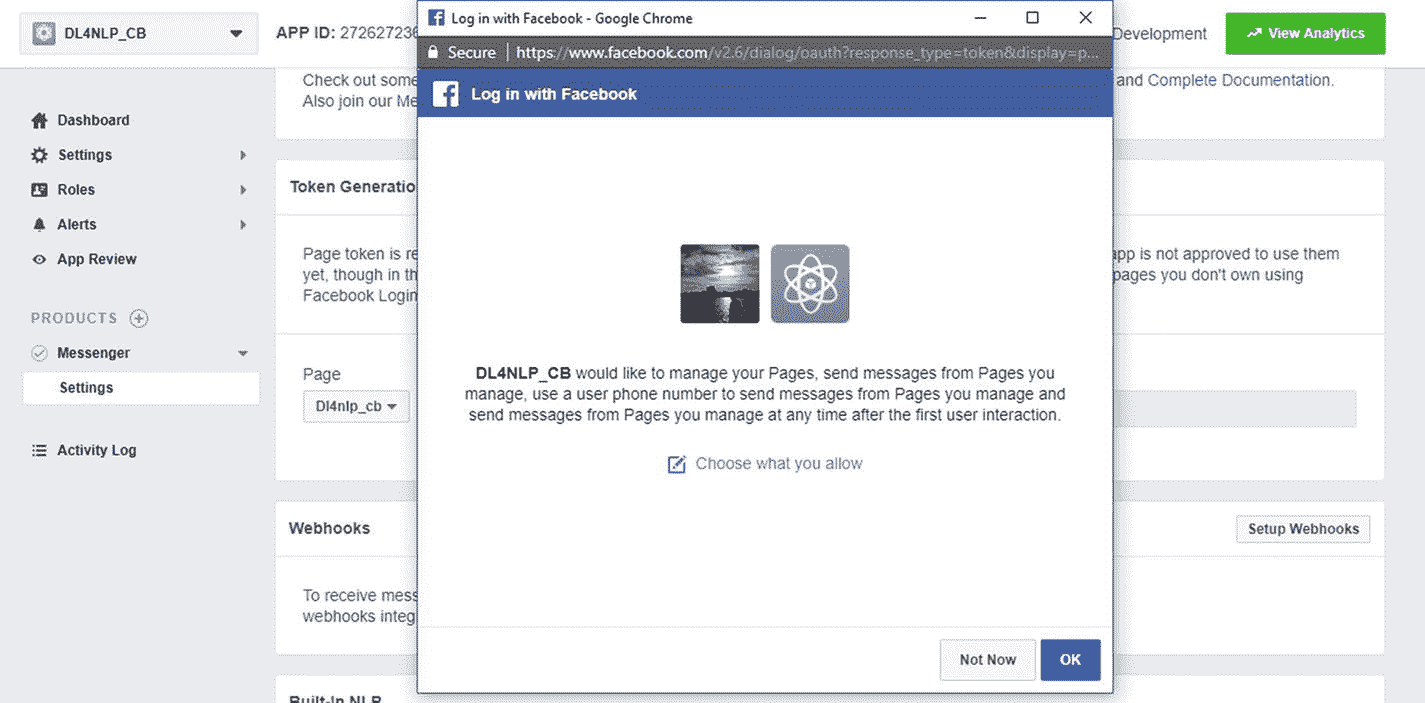 DL4NLP_CB
APP ID: 272627236
Development
View Analytics
Dashboard
Settings
Roles
Alerts
App Review
PRODUCTS
Messenger
Settings
Activity Log
Check out some
and Complete Documentation.
Also join our Me
Token Generatio
Page token is re
app is not approved to use them
yet, though in th
pages you don't own using
Facebook Login
Page
Dl4nlp_cb
Webhooks
Setup Webhooks
To receive mess
webhooks integ
Built-In NLP
Log in with Facebook - Google Chrome
Secure | https://www.facebook.com/v2.6/dialog/oauth?response_type=token&display=p...
Log in with Facebook
DL4NLP_CB would like to manage your Pages, send messages from Pages you
manage, use a user phone number to send messages from Pages you manage and
send messages from Pages you manage at any time after the first user interaction.
Choose what you allow
Not Now
OK